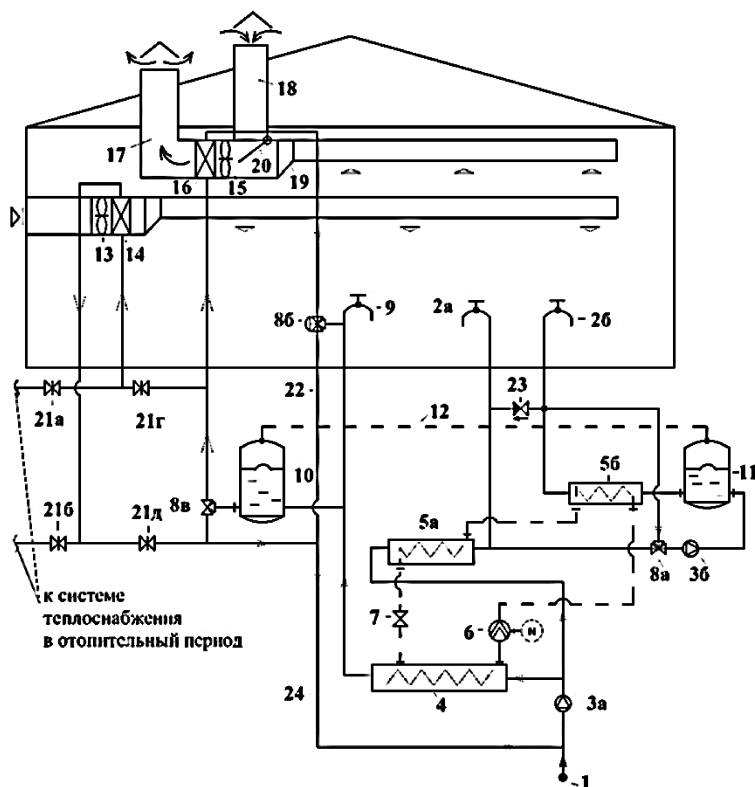 18
17
20
19
16
15
13
14
8б
9
2а
2б
22
23
12
21а
21г
10
5б
11
8в
21б
21д
5а
8а
3б
к системе
теплоснабжения
в отопительный период
7
6
N
24
4
3а
1